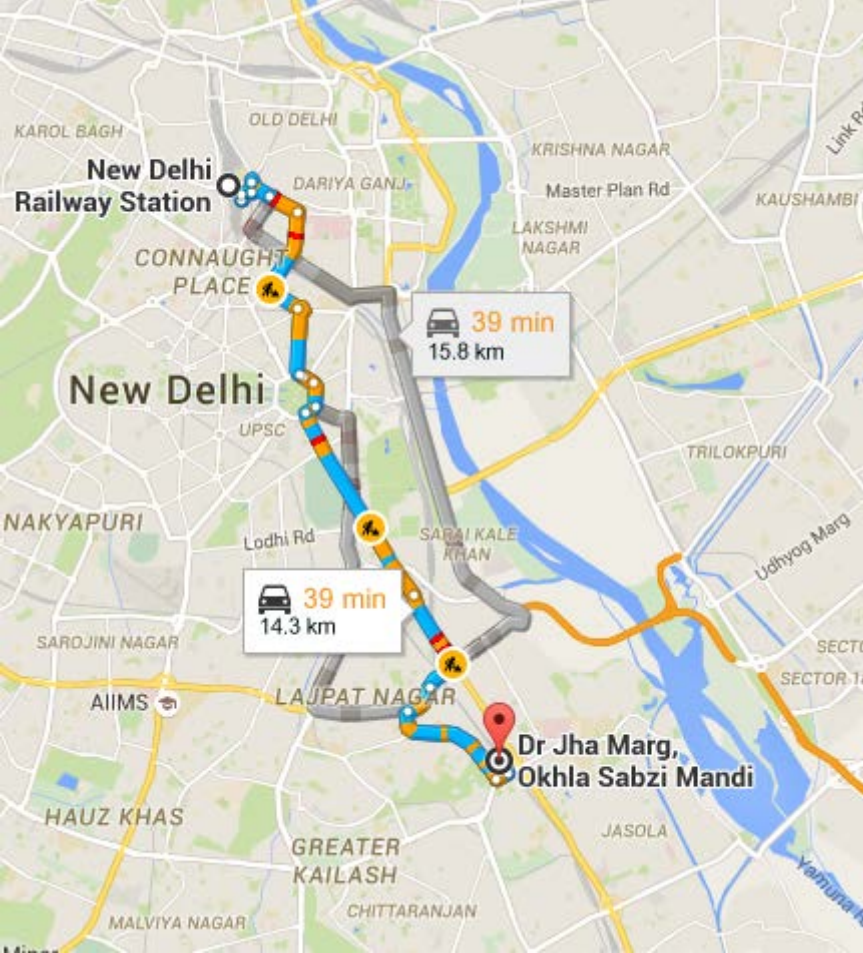 OLD DELHI
KAROL BAGH
KRISHNA NAGAR
Link R
New Delhi
Railway Station
DARIYA GANJ
Master Plan Rd
KAUSHAMBI
LAKSHMI
NAGAR
CONNAUGHT
PLACE
39 min
15.8 km
New Delhi
UPSC
TRILOKPURI
NAKYAPURI
Lodhi Rd
SARAI KALE
KHAN
Udhyog Marg
39 min
14.3 km
SAROJINI NAGAR
SECTO
SECTOR 18
AIIMS
LAJPAT NAGAR
Dr Jha Marg,
Okhla Sabzi Mandi
HAUZ KHAS
JASOLA
GREATER
KAILASH
CHITTARANJAN
MALVIYA NAGAR
Yamuna